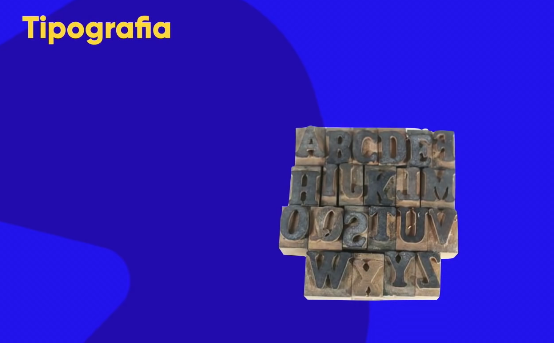 Tipografia
A B C D E A
H I U K I M
O O S T U V
W X Y S